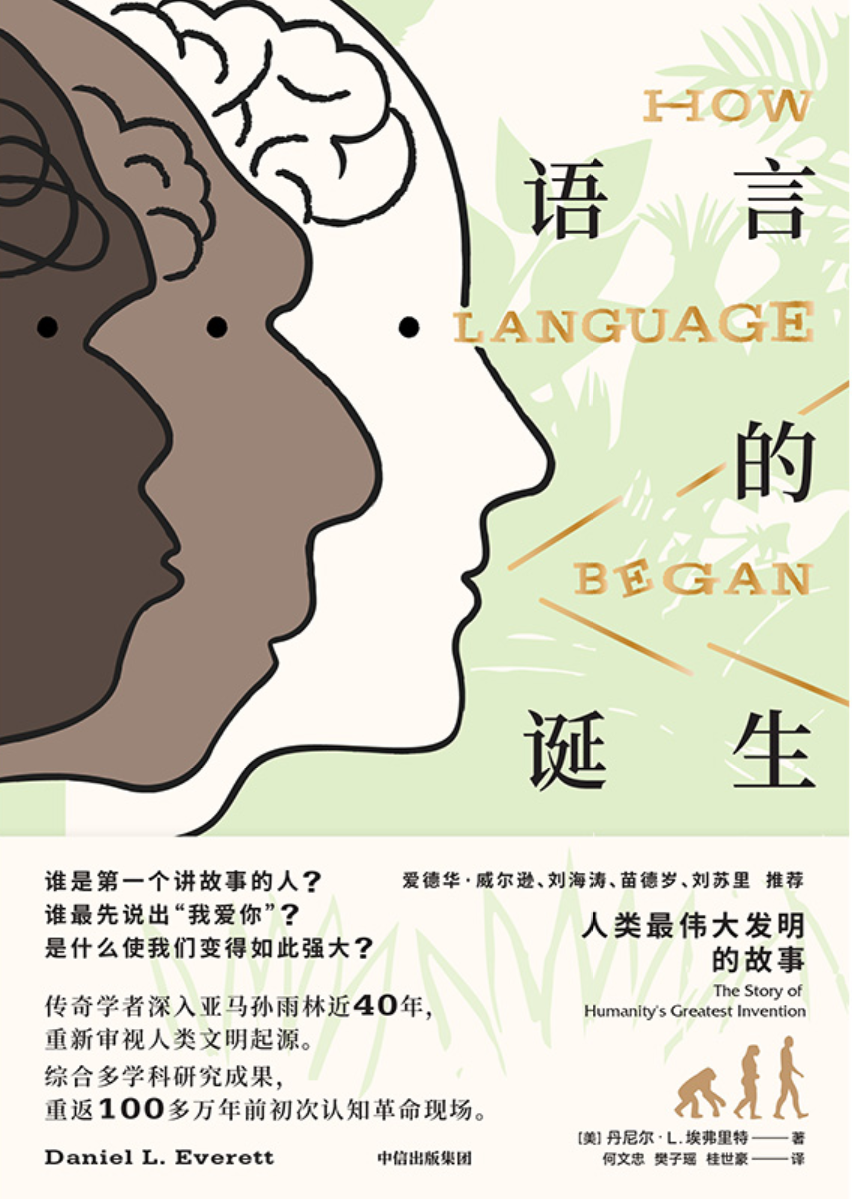 HOW
语言
LANGUAGE
的
BEGAN
诞生
谁是第一个讲故事的人？
谁最先说出“我爱你”？
是什么使我们变得如此强大？
传奇学者深入亚马孙雨林近40年，
重新审视人类文明起源。
综合多学科研究成果，
重返100多万年前初次认知革命现场。
Daniel L. Everett
中信出版集团
爱德华·威尔逊、刘海涛、苗德岁、刘苏里 推荐
人类最伟大发明
的故事
The Story of
Humanity's Greatest Invention
[美] 丹尼尔·L.埃弗里特——著
何文忠 樊子瑶 桂世豪——译